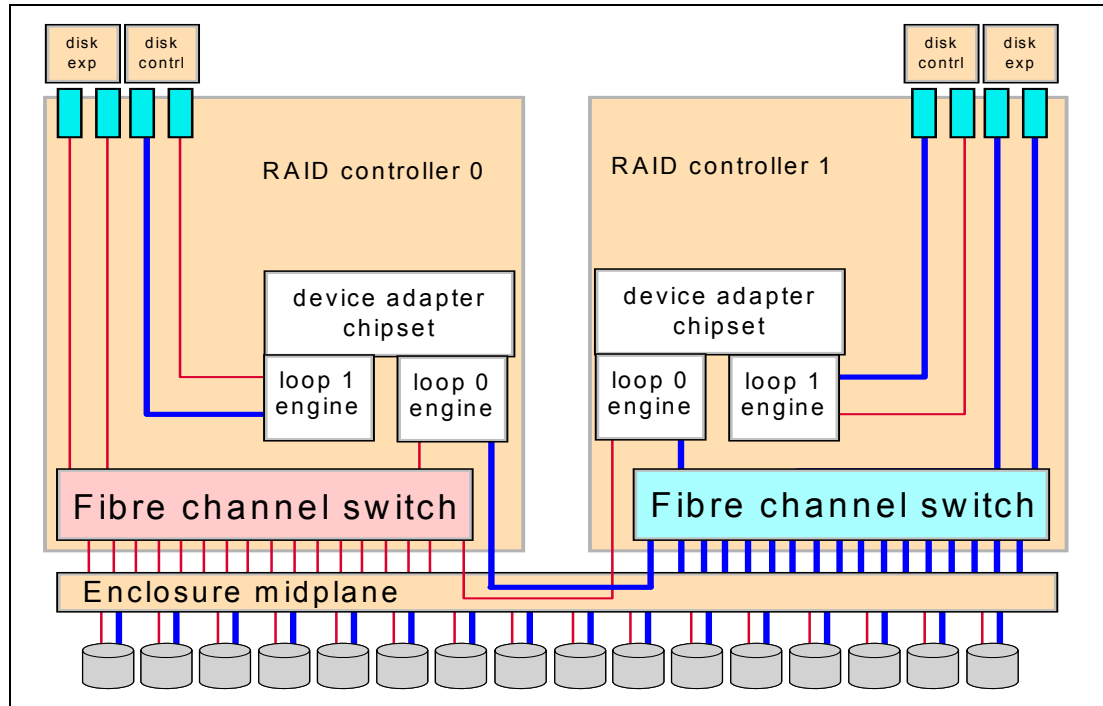 disk
exp
disk
contrl
disk
contrl
disk
exp
RAID controller 0
RAID controller 1
device adapter
chipset
device adapter
chipset
loop 1
engine
loop 0
engine
loop 0
engine
loop 1
engine
Fibre channel switch
Fibre channel switch
Enclosure midplane